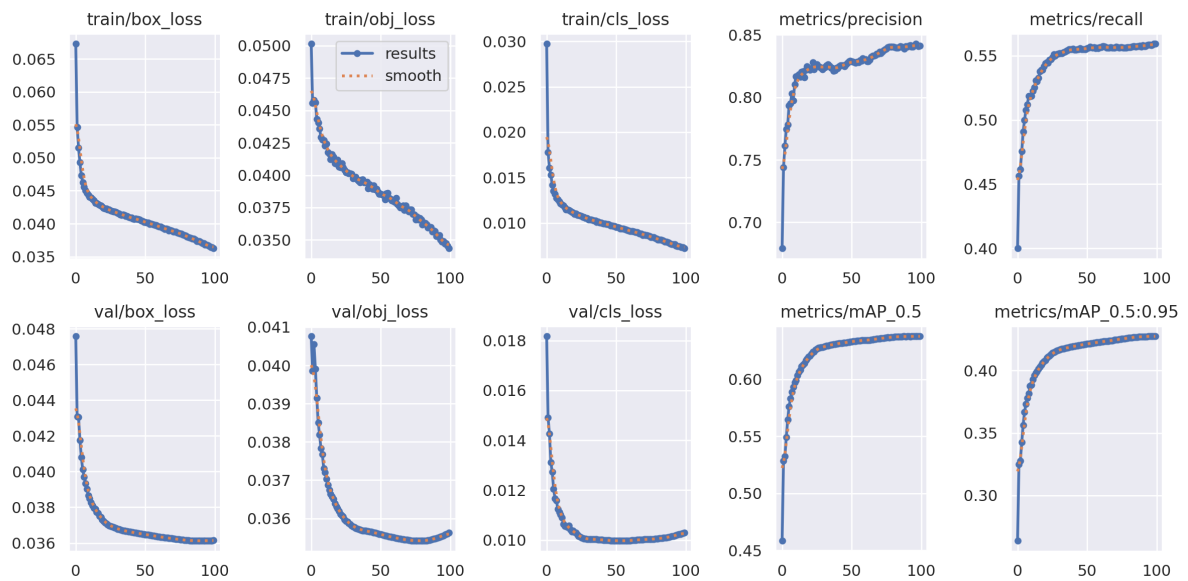 train/box_loss
0.065
0.060
0.055
0.050
0.045
0.040
0.035
0 50 100
train/obj_loss
results
smooth
0.0500
0.0475
0.0450
0.0425
0.0400
0.0375
0.0350
0 50 100
train/cls_loss
0.030
0.025
0.020
0.015
0.010
0 50 100
metrics/precision
0.85
0.80
0.75
0.70
0 50 100
metrics/recall
0.55
0.50
0.45
0.40
0 50 100
val/box_loss
0.048
0.046
0.044
0.042
0.040
0.038
0.036
0 50 100
val/obj_loss
0.041
0.040
0.039
0.038
0.037
0.036
0 50 100
val/cls_loss
0.018
0.016
0.014
0.012
0.010
0 50 100
metrics/mAP_0.5
0.60
0.55
0.50
0.45
0 50 100
metrics/mAP_0.5:0.95
0.40
0.35
0.30
0 50 100